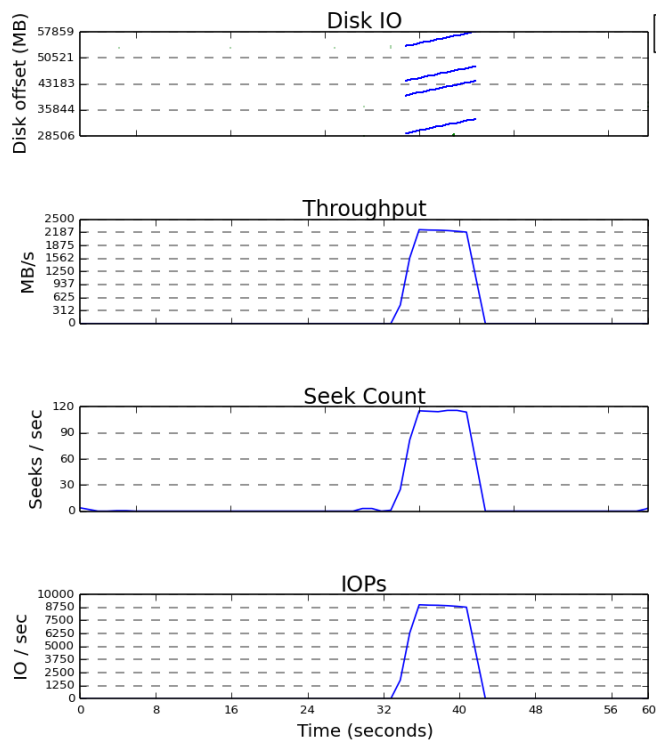 Disk IO
Disk offset (MB)
57859
50521
43183
35844
28506
Throughput
MB/s
2500
2187
1875
1562
1250
937
625
312
0
Seek Count
Seeks / sec
120
90
60
30
0
IOPs
IO / sec
10000
8750
7500
6250
5000
3750
2500
1250
0
0 8 16 24 32 40 48 56 60
Time (seconds)